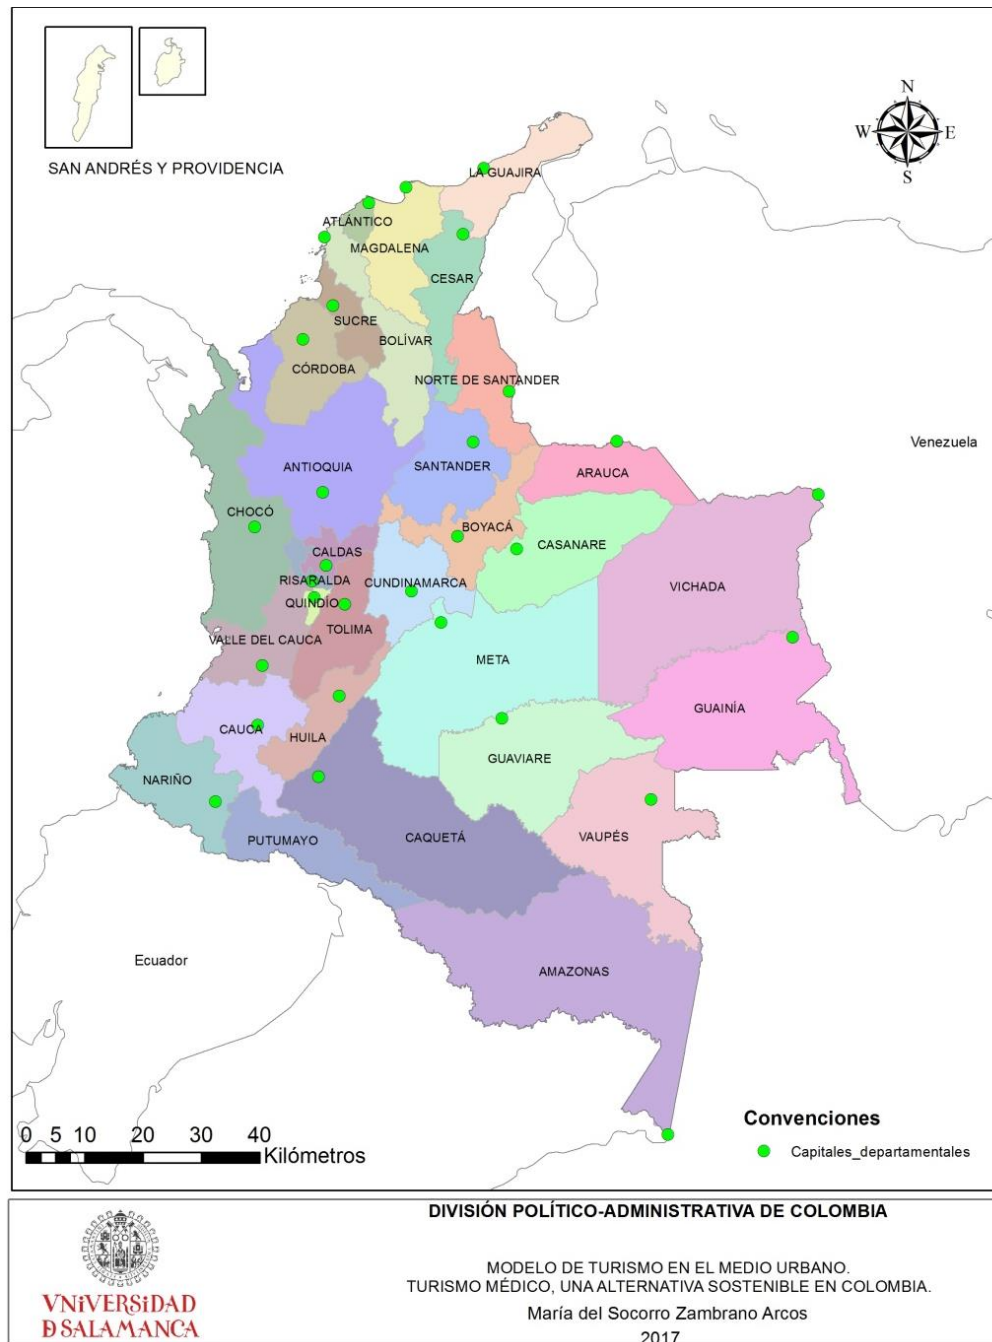 SAN ANDRÉS Y PROVIDENCIA
N
W
E
S
LA GUAJIRA
ATLÁNTICO
MAGDALENA
CESAR
SUCRE
BOLÍVAR
CÓRDOBA
NORTE DE SANTANDER
Venezuela
ANTIOQUIA
SANTANDER
ARAUCA
CHOCÓ
BOYACÁ
CASANARE
CALDAS
RISARALDA
CUNDINAMARCA
VICHADA
QUINDÍO
TOLIMA
VALLE DEL CAUCA
META
GUAINÍA
CAUCA
HUILA
GUAVIARE
NARIÑO
PUTUMAYO
CAQUETÁ
VAUPÉS
Ecuador
AMAZONAS
0 5 10 20 30 40
Kilómetros
Convenciones
Capitales_departamentales
DIVISIÓN POLÍTICO-ADMINISTRATIVA DE COLOMBIA
MODELO DE TURISMO EN EL MEDIO URBANO.
TURISMO MÉDICO, UNA ALTERNATIVA SOSTENIBLE EN COLOMBIA.
María del Socorro Zambrano Arcos
2017
VNiVERSiDAD
D SALAMANCA